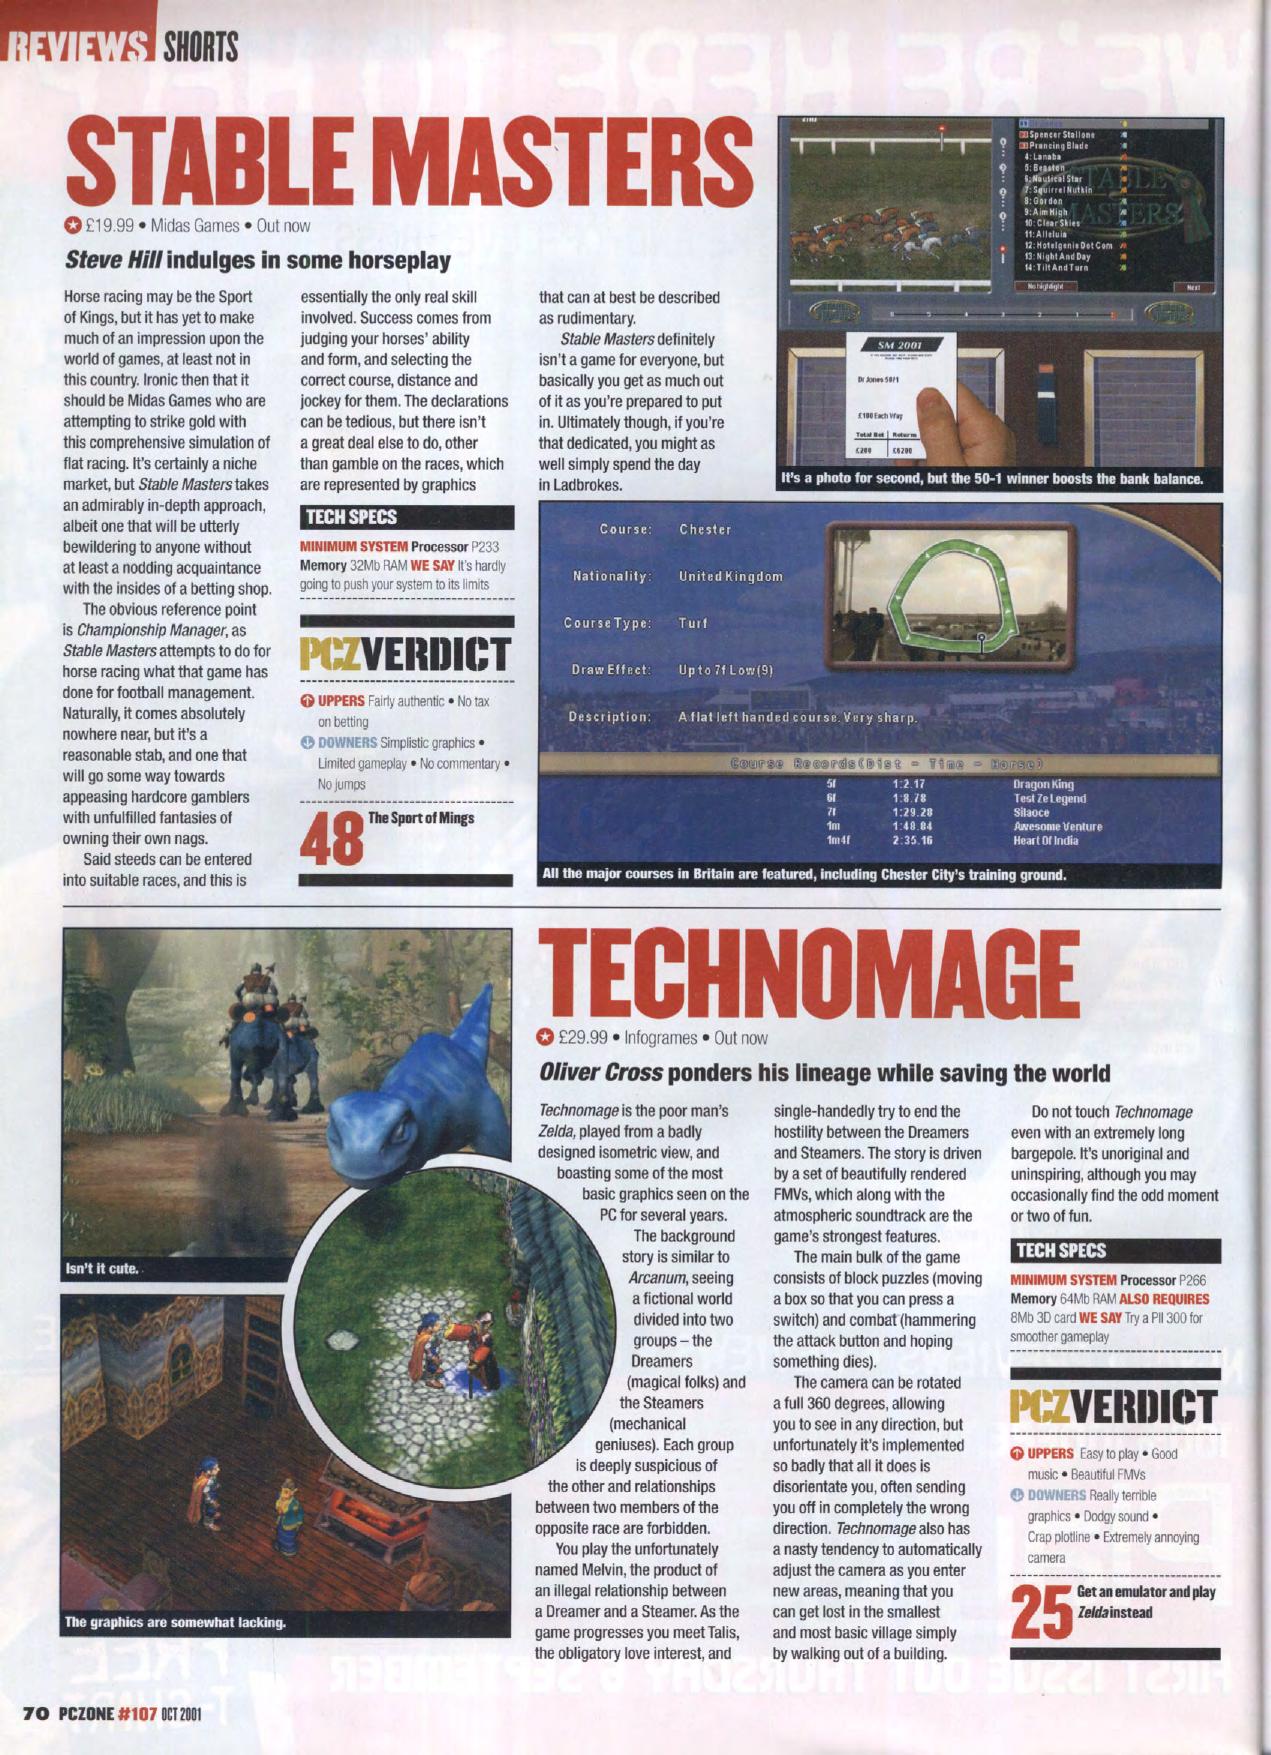 REVIEWS SHORTS
STABLE MASTERS
£19.99 • Midas Games • Out now
Steve Hill indulges in some horseplay
Horse racing may be the Sport
of Kings, but it has yet to make
much of an impression upon the
world of games, at least not in
this country. Ironic then that it
should be Midas Games who are
attempting to strike gold with
this comprehensive simulation of
flat racing. It's certainly a niche
market, but Stable Masters takes
an admirably in-depth approach,
albeit one that will be utterly
bewildering to anyone without
at least a nodding acquaintance
with the insides of a betting shop.
The obvious reference point
is Championship Manager, as
Stable Masters attempts to do for
horse racing what that game has
done for football management.
Naturally, it comes absolutely
nowhere near, but it's a
reasonable stab, and one that
will go some way towards
appeasing hardcore gamblers
with unfulfilled fantasies of
owning their own nags.
Said steeds can be entered
into suitable races, and this is
essentially the only real skill
involved. Success comes from
judging your horses' ability
and form, and selecting the
correct course, distance and
jockey for them. The declarations
can be tedious, but there isn't
a great deal else to do, other
than gamble on the races, which
are represented by graphics
that can at best be described
as rudimentary.
Stable Masters definitely
isn't a game for everyone, but
basically you get as much out
of it as you're prepared to put
in. Ultimately though, if you're
that dedicated, you might as
well simply spend the day
in Ladbrokes.
TECH SPECS
MINIMUM SYSTEM Processor P233
Memory 32Mb RAM WE SAY It's hardly
going to push your system to its limits
PCZVERDICT
UPPERS Fairly authentic • No tax
on betting
DOWNERS Simplistic graphics •
Limited gameplay • No commentary •
No jumps
48 The Sport of Mings
Spencer Stallone
Prancing Blade
4: Lanaba
5: Beeston
6: Nautical Star
7: Squirrel Nutkin
8: Gordon
9: Aim High
10: Clear Skies
11: Alleluia
12: Hotelgenie Dot Com
13: Night And Day
14: Tilt And Turn
STABLE
MASTERS
No highlight Next
6 5 4 3 2 1
SM 2001
Dr Jones 50/1
£100 Each Way
Total Bet Return
£200 £6200
It's a photo for second, but the 50-1 winner boosts the bank balance.
Course: Chester
Nationality: United Kingdom
Course Type: Turf
Draw Effect: Up to 7f Low (9)
Description: A flat left handed course. Very sharp.
Course Records(Dist - Time - Horse)
5f 1:2.17 Dragon King
6f 1:8.78 Test Ze Legend
7f 1:29.28 Silaoce
1m 1:48.84 Awesome Venture
1m4f 2:35.16 Heart Of India
All the major courses in Britain are featured, including Chester City's training ground.
Isn't it cute.
The graphics are somewhat lacking.
TECHNOMAGE
£29.99 • Infogrames • Out now
Oliver Cross ponders his lineage while saving the world
Technomage is the poor man's
Zelda, played from a badly
designed isometric view, and
boasting some of the most
basic graphics seen on the
PC for several years.
The background
story is similar to
Arcanum, seeing
a fictional world
divided into two
groups – the
Dreamers
(magical folks) and
the Steamers
(mechanical
geniuses). Each group
is deeply suspicious of
the other and relationships
between two members of the
opposite race are forbidden.
You play the unfortunately
named Melvin, the product of
an illegal relationship between
a Dreamer and a Steamer. As the
game progresses you meet Talis,
the obligatory love interest, and
single-handedly try to end the
hostility between the Dreamers
and Steamers. The story is driven
by a set of beautifully rendered
FMVs, which along with the
atmospheric soundtrack are the
game's strongest features.
The main bulk of the game
consists of block puzzles (moving
a box so that you can press a
switch) and combat (hammering
the attack button and hoping
something dies).
The camera can be rotated
a full 360 degrees, allowing
you to see in any direction, but
unfortunately it's implemented
so badly that all it does is
disorientate you, often sending
you off in completely the wrong
direction. Technomage also has
a nasty tendency to automatically
adjust the camera as you enter
new areas, meaning that you
can get lost in the smallest
and most basic village simply
by walking out of a building.
Do not touch Technomage
even with an extremely long
bargepole. It's unoriginal and
uninspiring, although you may
occasionally find the odd moment
or two of fun.
TECH SPECS
MINIMUM SYSTEM Processor P266
Memory 64Mb RAM ALSO REQUIRES
8Mb 3D card WE SAY Try a PII 300 for
smoother gameplay
PCZVERDICT
UPPERS Easy to play • Good
music • Beautiful FMVs
DOWNERS Really terrible
graphics • Dodgy sound •
Crap plotline • Extremely annoying
camera
25 Get an emulator and play
Zelda instead
70 PCZONE #107 OCT 2001